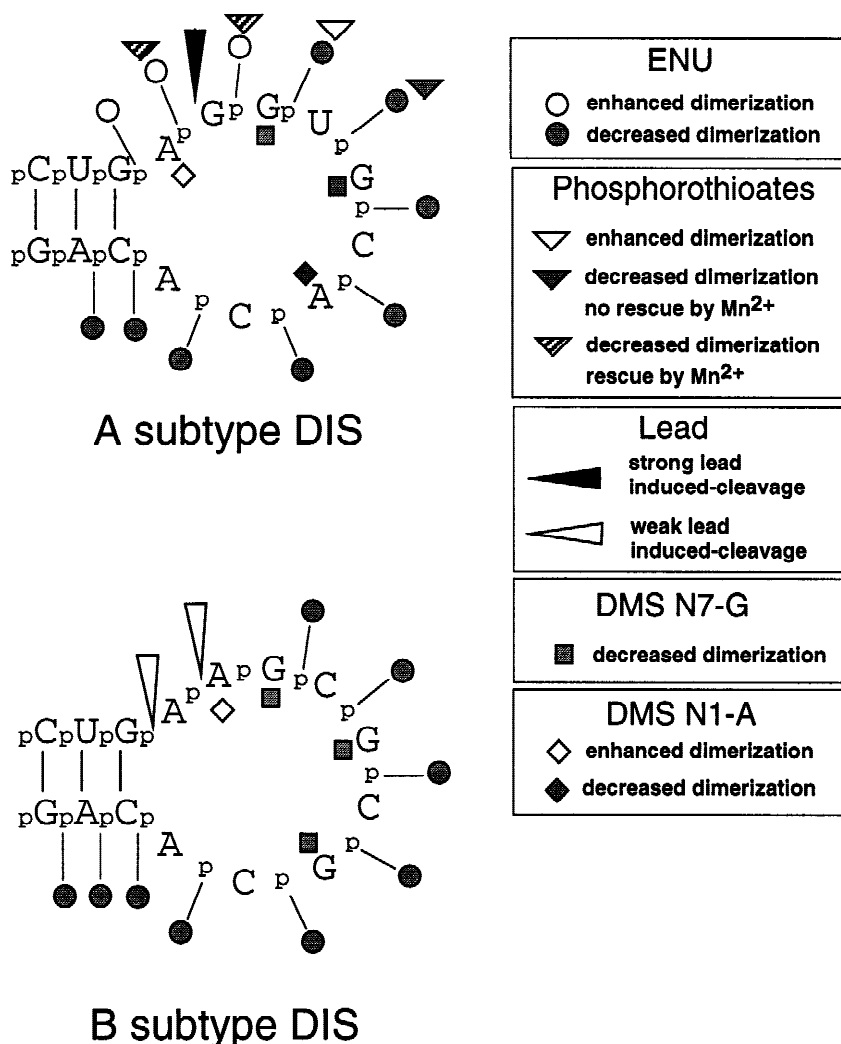 pCpUpGp
A
p
G
p
G
p
U
p
G
p
C
p
A
p
C
p
A
pGpApCp
A subtype DIS
ENU
enhanced dimerization
decreased dimerization
Phosphorothioates
enhanced dimerization
decreased dimerization
no rescue by Mn2+
decreased dimerization
rescue by Mn2+
Lead
strong lead
induced-cleavage
weak lead
induced-cleavage
DMS N7-G
decreased dimerization
DMS N1-A
enhanced dimerization
decreased dimerization
pCpUpGp
A
p
A
p
G
p
C
p
G
p
C
p
G
p
C
p
A
pGpApCp
B subtype DIS